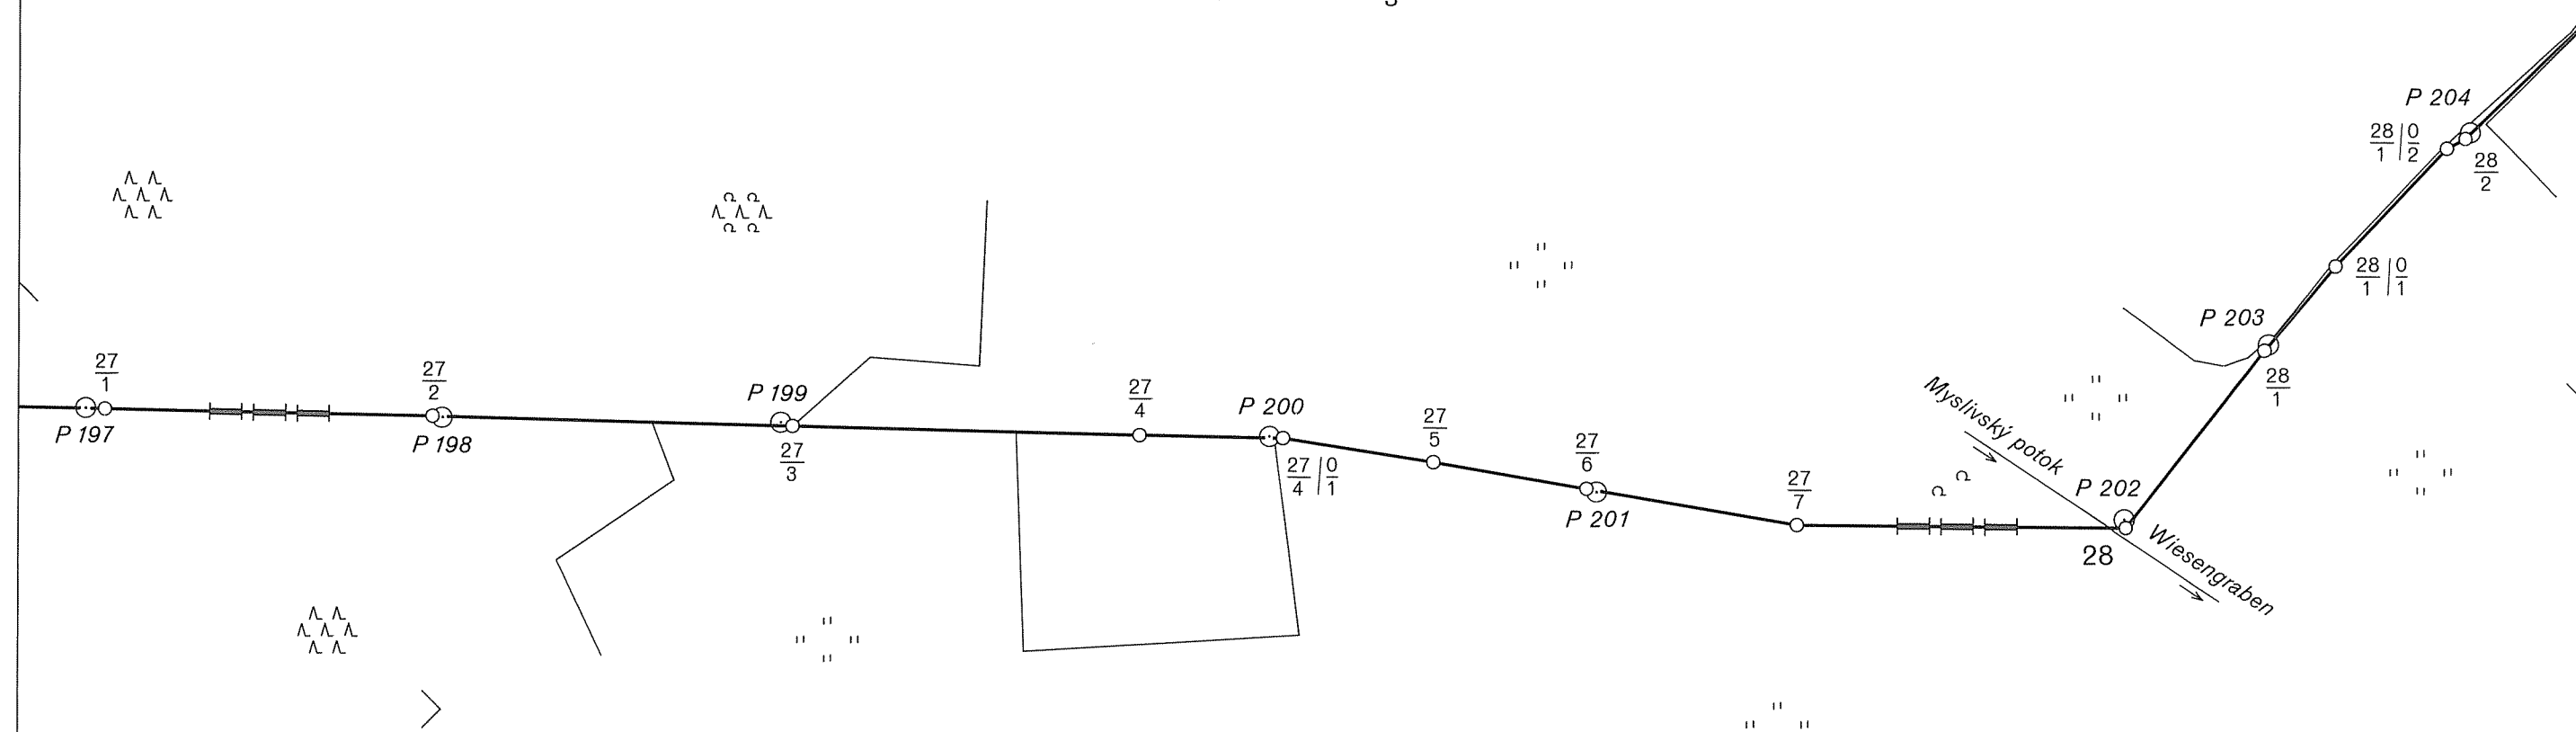 P 204
28/1|0/2
28/2
28/1|0/1
P 203
28/1
27/1
P 197
27/2
P 198
P 199
27/3
27/4
P 200
27/4|0/1
27/5
27/6
P 201
27/7
Myslivský potok
P 202
28
Wiesengraben